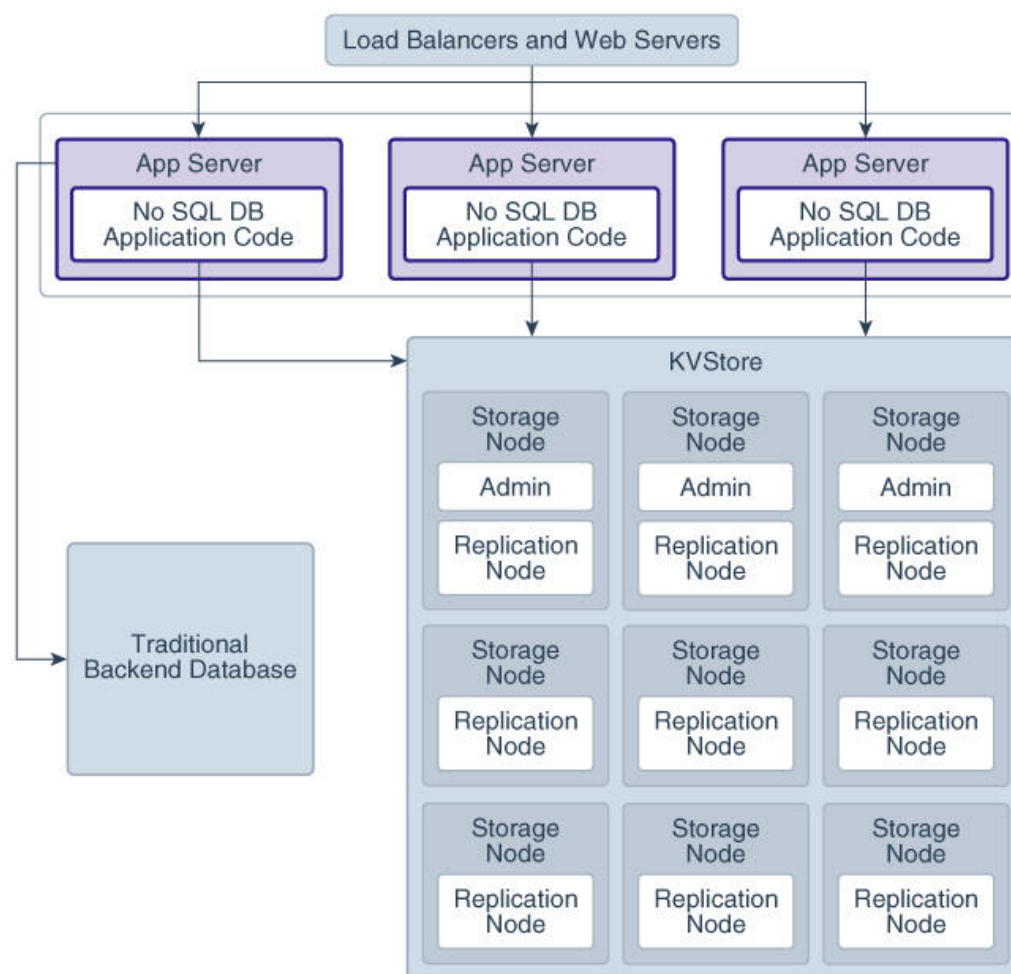 Load Balancers and Web Servers
App Server
No SQL DB
Application Code
App Server
No SQL DB
Application Code
App Server
No SQL DB
Application Code
KVStore
Storage
Node
Admin
Replication
Node
Storage
Node
Admin
Replication
Node
Storage
Node
Admin
Replication
Node
Traditional
Backend Database
Storage
Node
Replication
Node
Storage
Node
Replication
Node
Storage
Node
Replication
Node
Storage
Node
Replication
Node
Storage
Node
Replication
Node
Storage
Node
Replication
Node